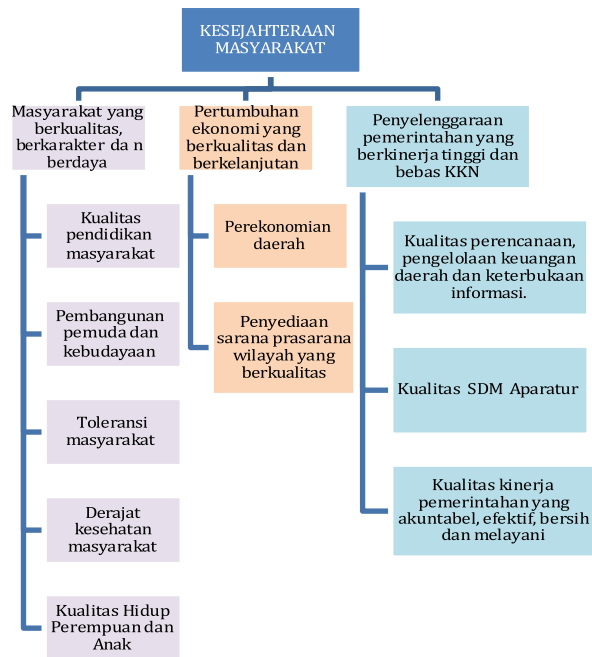 KESEJAHTERAAN
MASYARAKAT
Masyarakat yang
berkualitas,
berkarakter da n
berdaya
Kualitas
pendidikan
masyarakat
Pembangunan
pemuda dan
kebudayaan
Toleransi
masyarakat
Derajat
kesehatan
masyarakat
Kualitas Hidup
Perempuan dan
Anak
Pertumbuhan
ekonomi yang
berkualitas dan
berkelanjutan
Perekonomian
daerah
Penyediaan
sarana prasarana
wilayah yang
berkualitas
Penyelenggaraan
pemerintahan yang
berkinerja tinggi dan
bebas KKN
Kualitas perencanaan,
pengelolaan keuangan
daerah dan keterbukaan
informasi.
Kualitas SDM Aparatur
Kualitas kinerja
pemerintahan yang
akuntabel, efektif, bersih
dan melayani